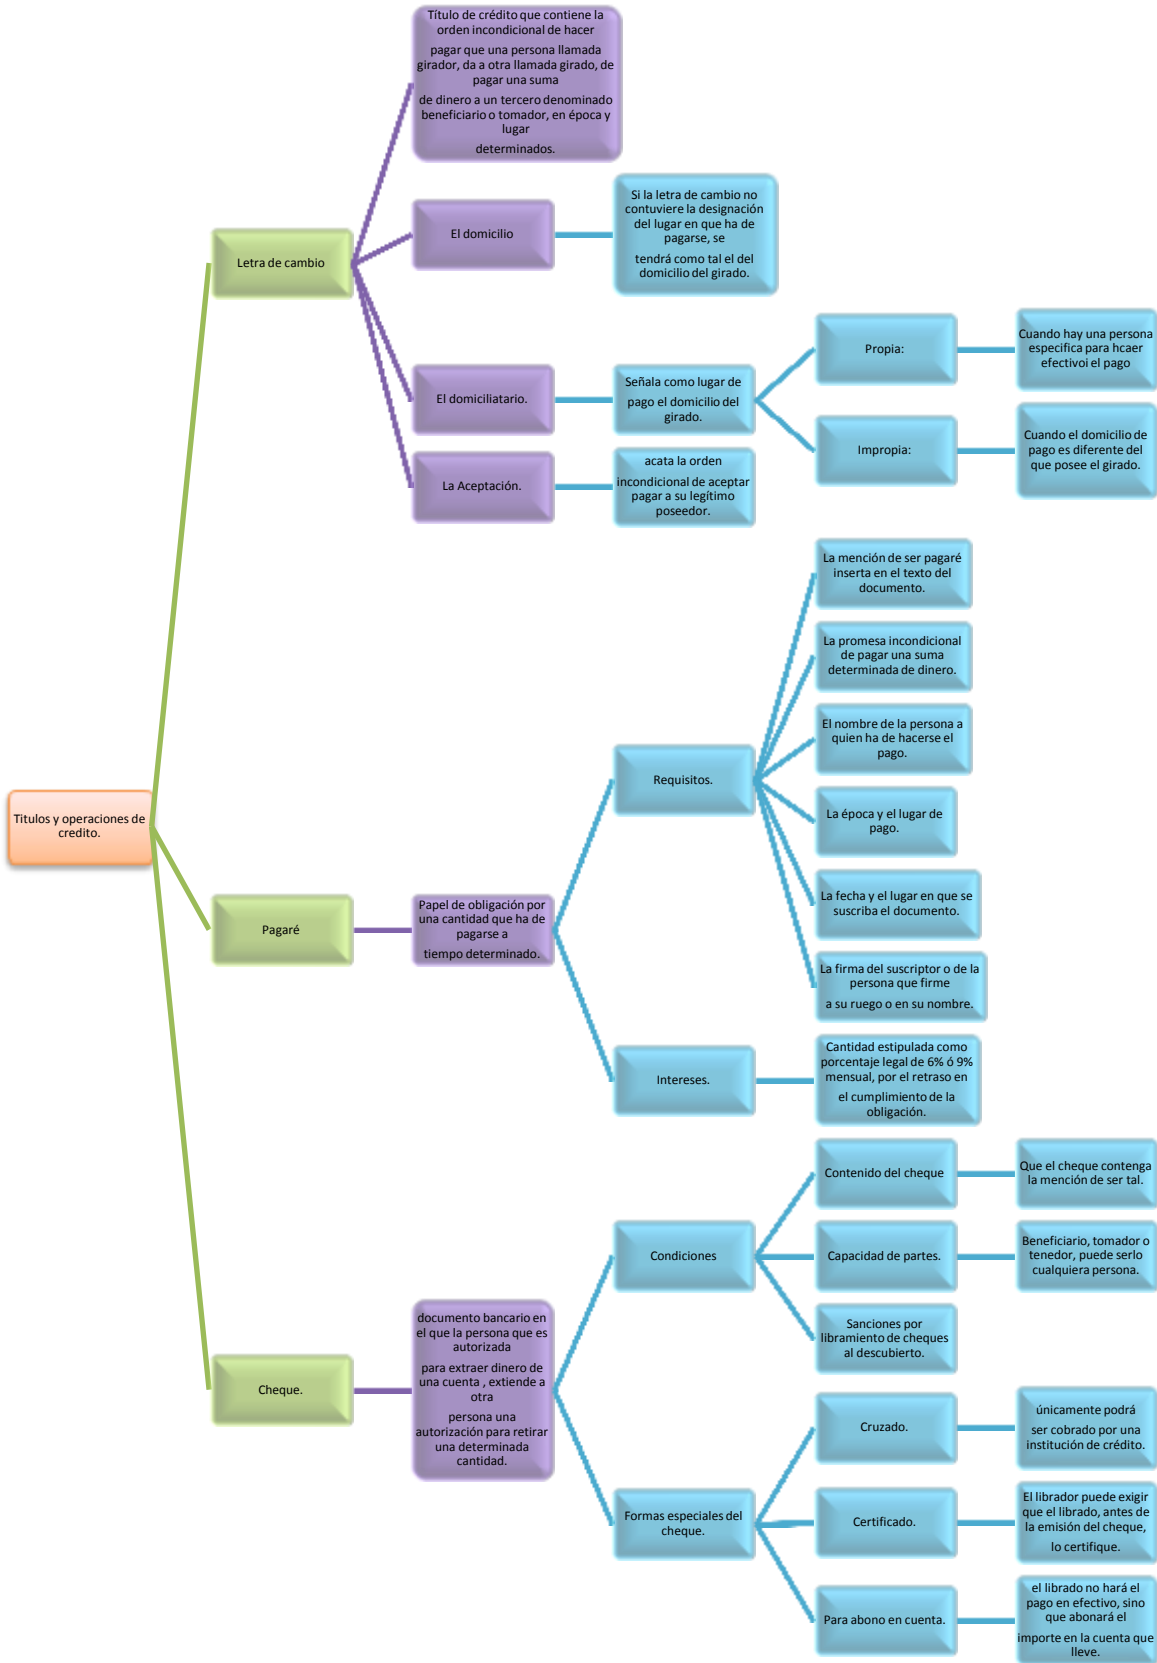 Título de crédito que contiene la
orden incondicional de hacer
pagar que una persona llamada
girador, da a otra llamada girado, de
pagar una suma
de dinero a un tercero denominado
beneficiario o tomador, en época y
lugar
determinados.
Letra de cambio
El domicilio
Si la letra de cambio no
contuviere la designación
del lugar en que ha de
pagarse, se
tendrá como tal el del
domicilio del girado.
El domiciliatario.
Señala como lugar de
pago el domicilio del
girado.
Propia:
Cuando hay una persona
especifica para hcaer
efectivoi el pago
Impropia:
Cuando el domicilio de
pago es diferente del
que posee el girado.
La Aceptación.
acata la orden
incondicional de aceptar
pagar a su legítimo
poseedor.
Titulos y operaciones de
credito.
Pagaré
Papel de obligación por
una cantidad que ha de
pagarse a
tiempo determinado.
Requisitos.
La mención de ser pagaré
inserta en el texto del
documento.
La promesa incondicional
de pagar una suma
determinada de dinero.
El nombre de la persona a
quien ha de hacerse el
pago.
La época y el lugar de
pago.
La fecha y el lugar en que se
suscriba el documento.
La firma del suscriptor o de la
persona que firme
a su ruego o en su nombre.
Intereses.
Cantidad estipulada como
porcentaje legal de 6% ó 9%
mensual, por el retraso en
el cumplimiento de la
obligación.
Cheque.
documento bancario en
el que la persona que es
autorizada
para extraer dinero de
una cuenta , extiende a
otra
persona una
autorización para retirar
una determinada
cantidad.
Condiciones
Contenido del cheque
Que el cheque contenga
la mención de ser tal.
Capacidad de partes.
Beneficiario, tomador o
tenedor, puede serlo
cualquiera persona.
Sanciones por
libramiento de cheques
al descubierto.
Formas especiales del
cheque.
Cruzado.
únicamente podrá
ser cobrado por una
institución de crédito.
Certificado.
El librador puede exigir
que el librado, antes de
la emisión del cheque,
lo certifique.
Para abono en cuenta.
el librado no hará el
pago en efectivo, sino
que abonará el
importe en la cuenta que
lleve.